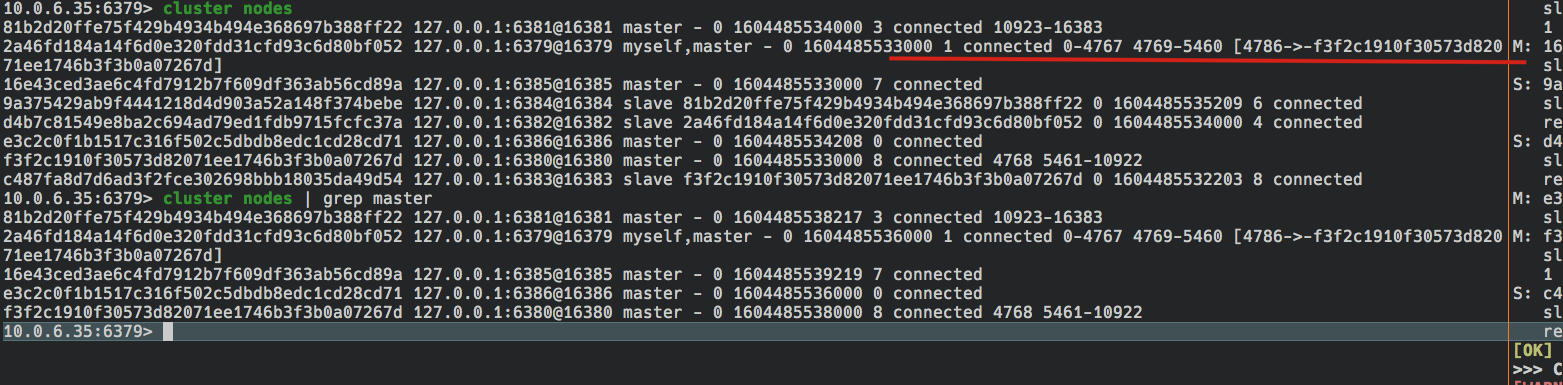 10.0.6.35:6379> cluster nodes
81b2d20ffe75f429b4934b494e368697b388ff22 127.0.0.1:6381@16381 master - 0 1604485534000 3 connected 10923-16383
2a46fd184a14f6d0e320fdd31cfd93c6d80bf052 127.0.0.1:6379@16379 myself,master - 0 1604485533000 1 connected 0-4767 4769-5460 [4786->-f3f2c1910f30573d820
71ee1746b3f3b0a07267d]
16e43ced3ae6c4fd7912b7f609df363ab56cd89a 127.0.0.1:6385@16385 master - 0 1604485533000 7 connected
9a375429ab9f4441218d4d903a52a148f374bebe 127.0.0.1:6384@16384 slave 81b2d20ffe75f429b4934b494e368697b388ff22 0 1604485535209 6 connected
d4b7c81549e8ba2c694ad79ed1fdb9715fcfc37a 127.0.0.1:6382@16382 slave 2a46fd184a14f6d0e320fdd31cfd93c6d80bf052 0 1604485534000 4 connected
e3c2c0f1b1517c316f502c5dbdb8edc1cd28cd71 127.0.0.1:6386@16386 master - 0 1604485534208 0 connected
f3f2c1910f30573d82071ee1746b3f3b0a07267d 127.0.0.1:6380@16380 master - 0 1604485533000 8 connected 4768 5461-10922
c487fa8d7d6ad3f2fce302698bbb18035da49d54 127.0.0.1:6383@16383 slave f3f2c1910f30573d82071ee1746b3f3b0a07267d 0 1604485532203 8 connected
10.0.6.35:6379> cluster nodes | grep master
81b2d20ffe75f429b4934b494e368697b388ff22 127.0.0.1:6381@16381 master - 0 1604485538217 3 connected 10923-16383
2a46fd184a14f6d0e320fdd31cfd93c6d80bf052 127.0.0.1:6379@16379 myself,master - 0 1604485536000 1 connected 0-4767 4769-5460 [4786->-f3f2c1910f30573d820
71ee1746b3f3b0a07267d]
16e43ced3ae6c4fd7912b7f609df363ab56cd89a 127.0.0.1:6385@16385 master - 0 1604485539219 7 connected
e3c2c0f1b1517c316f502c5dbdb8edc1cd28cd71 127.0.0.1:6386@16386 master - 0 1604485536000 0 connected
f3f2c1910f30573d82071ee1746b3f3b0a07267d 127.0.0.1:6380@16380 master - 0 1604485538000 8 connected 4768 5461-10922
10.0.6.35:6379>
sl
1
M: 16
sl
S: 9a
sl
re
S: d4
sl
re
M: e3
sl
M: f3
sl
1
S: c4
sl
re
[OK]
>>> C